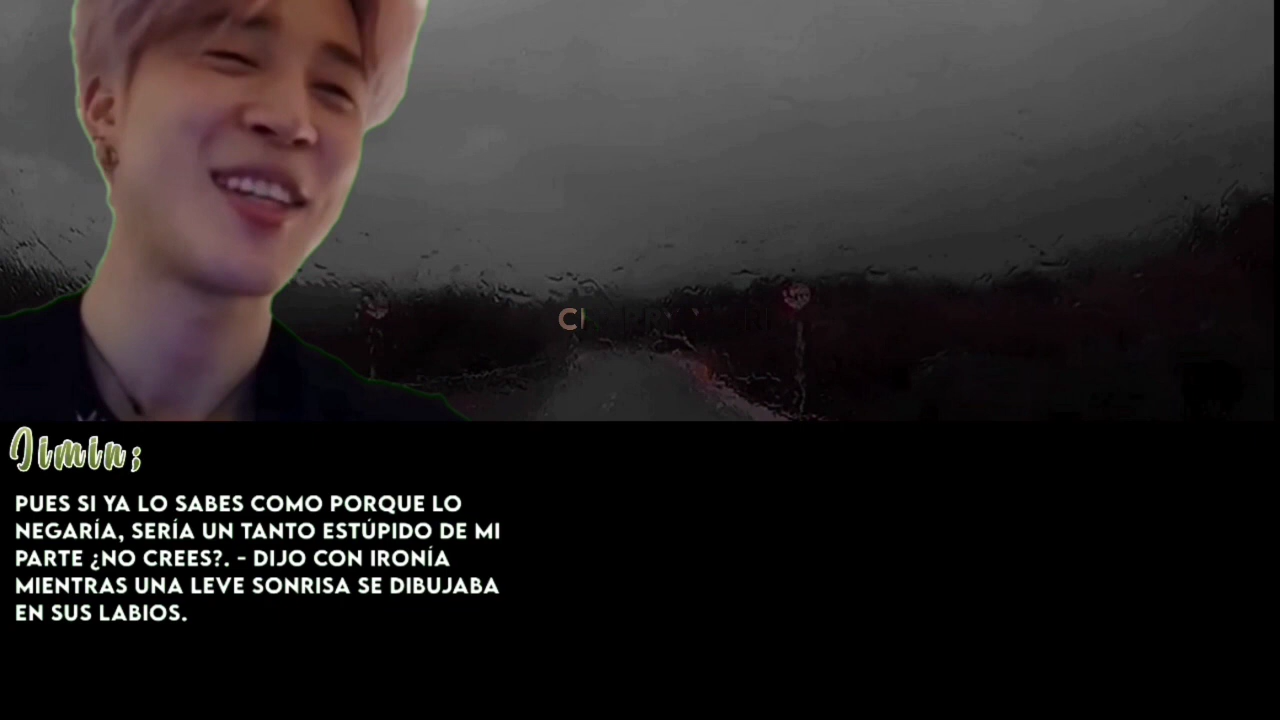 Jimin;
PUES SI YA LO SABES COMO PORQUE LO
NEGARÍA, SERÍA UN TANTO ESTÚPIDO DE MI
PARTE ¿NO CREES?. - DIJO CON IRONÍA
MIENTRAS UNA LEVE SONRISA SE DIBUJABA
EN SUS LABIOS.